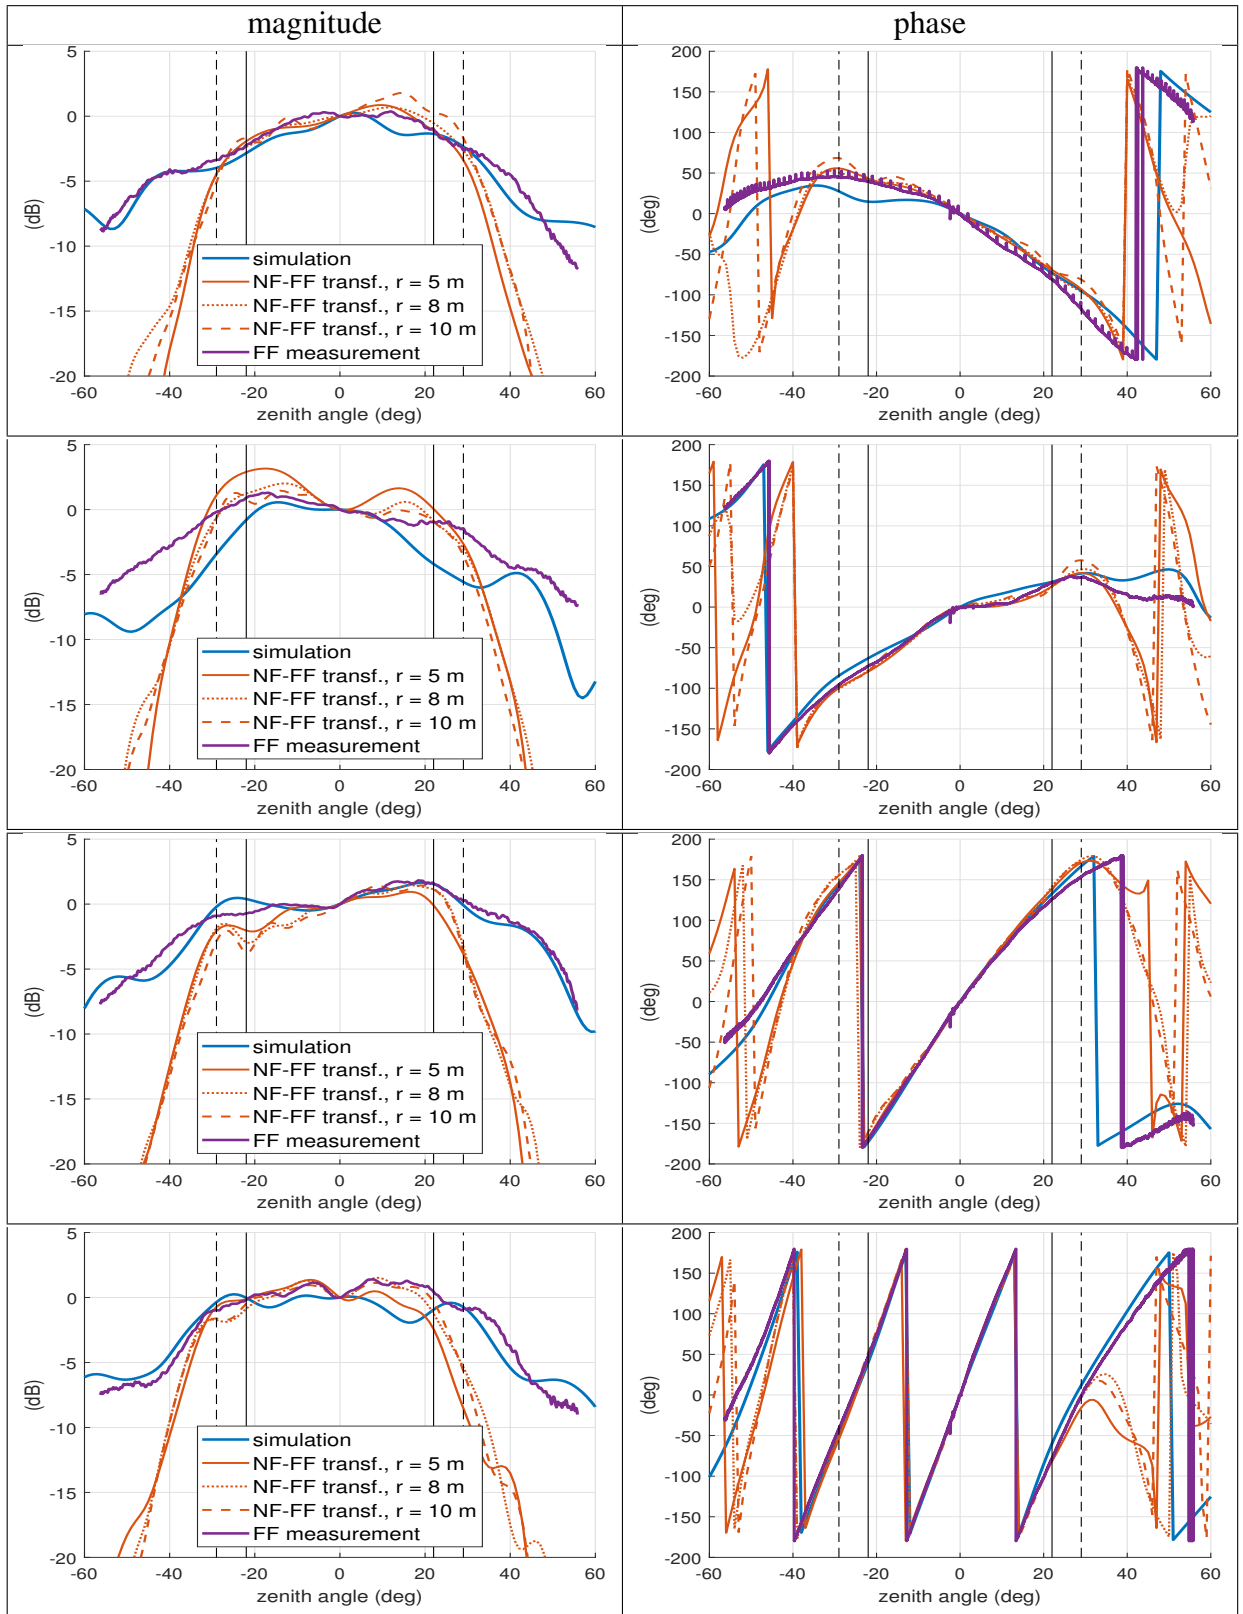 magnitude phase
5
0
-5
-10
-15
-20
(dB)
simulation
NF-FF transf., r = 5 m
NF-FF transf., r = 8 m
NF-FF transf., r = 10 m
FF measurement
-60 -40 -20 0 20 40 60
zenith angle (deg)
200
150
100
50
0
-50
-100
-150
-200
(deg)
-60 -40 -20 0 20 40 60
zenith angle (deg)
5
0
-5
-10
-15
-20
(dB)
simulation
NF-FF transf., r = 5 m
NF-FF transf., r = 8 m
NF-FF transf., r = 10 m
FF measurement
-60 -40 -20 0 20 40 60
zenith angle (deg)
200
150
100
50
0
-50
-100
-150
-200
(deg)
-60 -40 -20 0 20 40 60
zenith angle (deg)
5
0
-5
-10
-15
-20
(dB)
simulation
NF-FF transf., r = 5 m
NF-FF transf., r = 8 m
NF-FF transf., r = 10 m
FF measurement
-60 -40 -20 0 20 40 60
zenith angle (deg)
200
150
100
50
0
-50
-100
-150
-200
(deg)
-60 -40 -20 0 20 40 60
zenith angle (deg)
5
0
-5
-10
-15
-20
(dB)
simulation
NF-FF transf., r = 5 m
NF-FF transf., r = 8 m
NF-FF transf., r = 10 m
FF measurement
-60 -40 -20 0 20 40 60
zenith angle (deg)
200
150
100
50
0
-50
-100
-150
-200
(deg)
-60 -40 -20 0 20 40 60
zenith angle (deg)